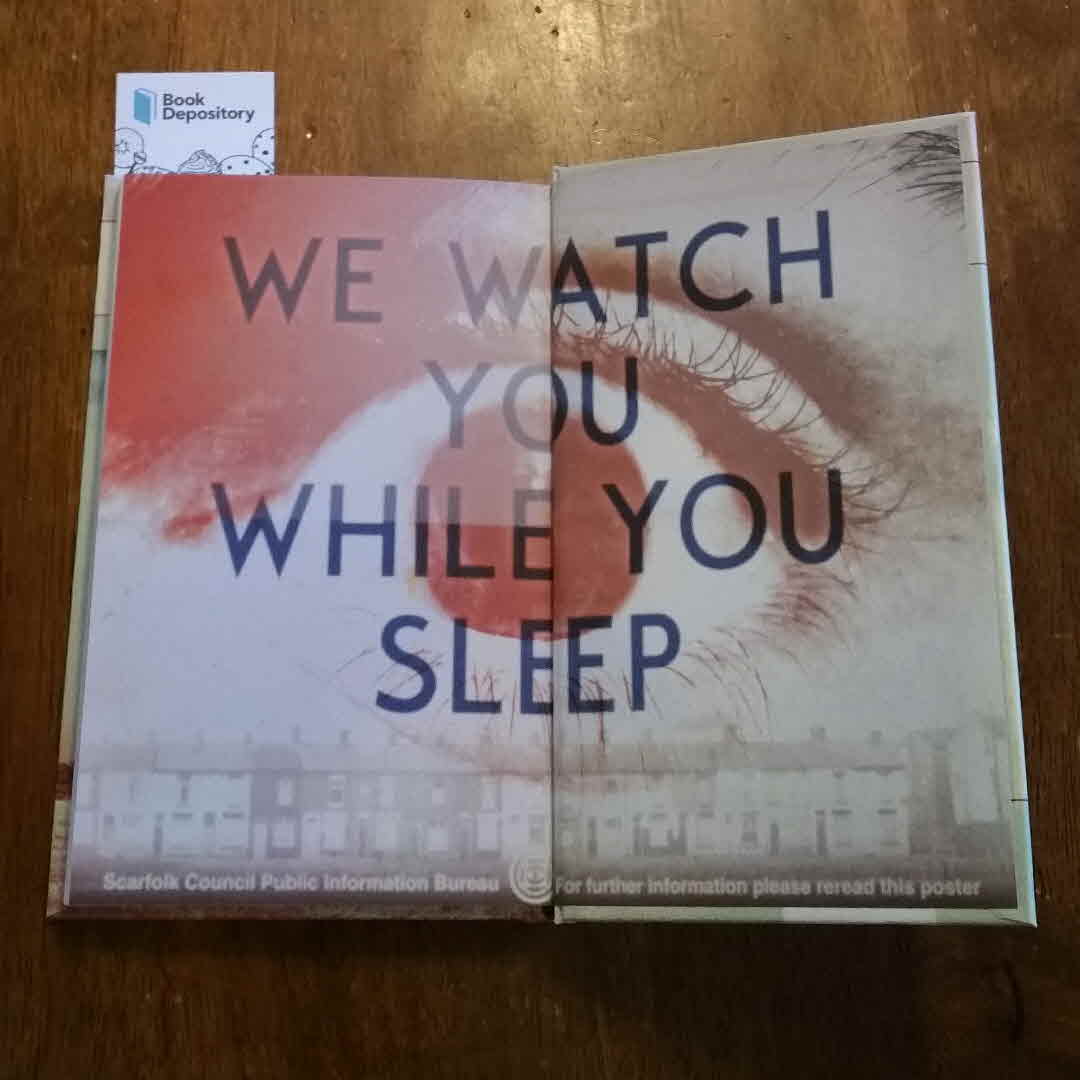 Book
Depository
WE WATCH
YOU
WHILE YOU
SLEEP
Scarfolk Council Public Information Bureau
For further information please reread this poster